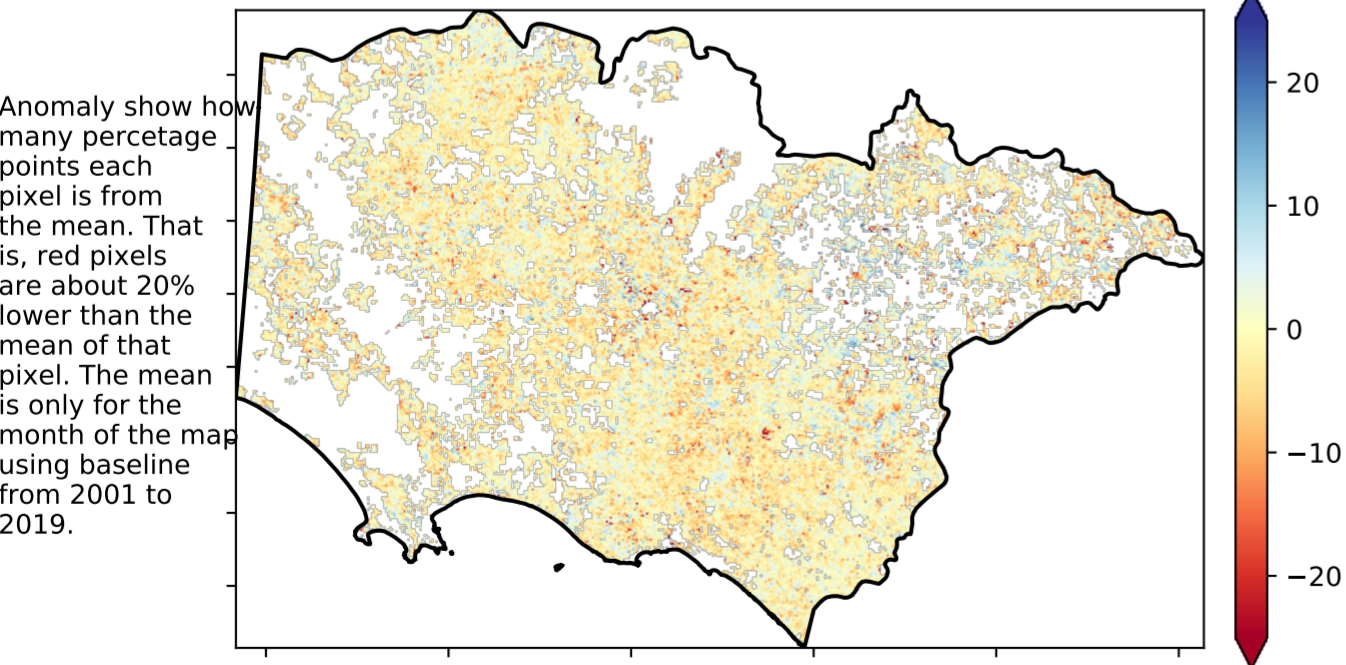 Anomaly show how
many percetage
points each
pixel is from
the mean. That
is, red pixels
are about 20%
lower than the
mean of that
pixel. The mean
is only for the
month of the map
using baseline
from 2001 to
2019.
20
10
0
−10
−20